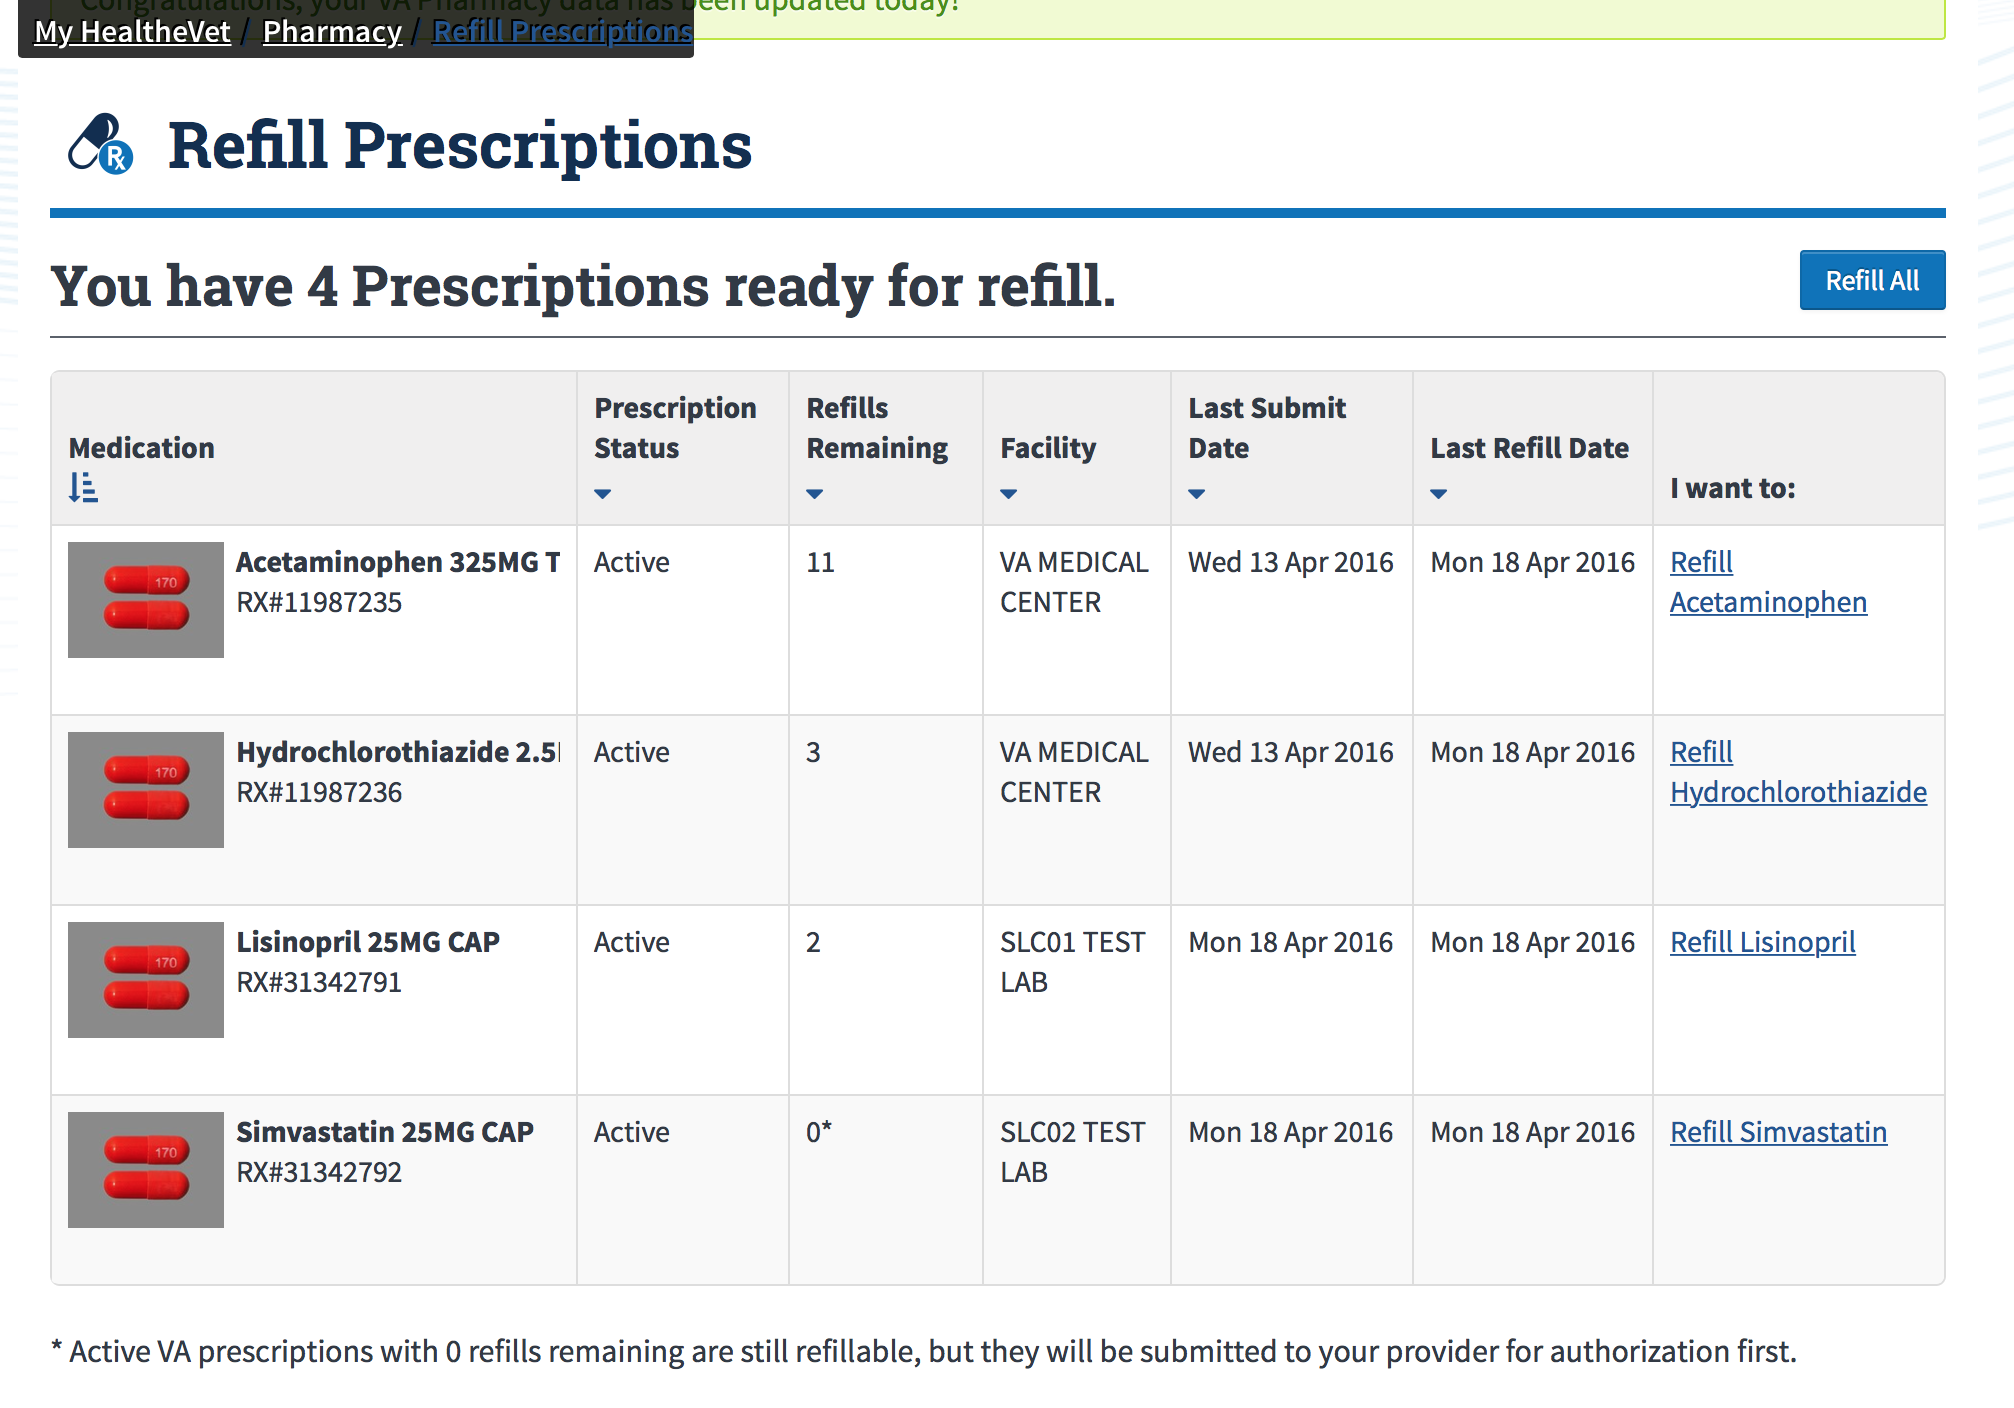 Congratulations, your VA Pharmacy data has been updated today!
My HealtheVet / Pharmacy / Refill Prescriptions
Rx Refill Prescriptions
You have 4 Prescriptions ready for refill.
Refill All
Medication
Prescription Status
Refills Remaining
Facility
Last Submit Date
Last Refill Date
I want to:
170
Acetaminophen 325MG T
RX#11987235
Active
11
VA MEDICAL CENTER
Wed 13 Apr 2016
Mon 18 Apr 2016
Refill Acetaminophen
170
Hydrochlorothiazide 2.5
RX#11987236
Active
3
VA MEDICAL CENTER
Wed 13 Apr 2016
Mon 18 Apr 2016
Refill Hydrochlorothiazide
170
Lisinopril 25MG CAP
RX#31342791
Active
2
SLC01 TEST LAB
Mon 18 Apr 2016
Mon 18 Apr 2016
Refill Lisinopril
170
Simvastatin 25MG CAP
RX#31342792
Active
0*
SLC02 TEST LAB
Mon 18 Apr 2016
Mon 18 Apr 2016
Refill Simvastatin
* Active VA prescriptions with 0 refills remaining are still refillable, but they will be submitted to your provider for authorization first.